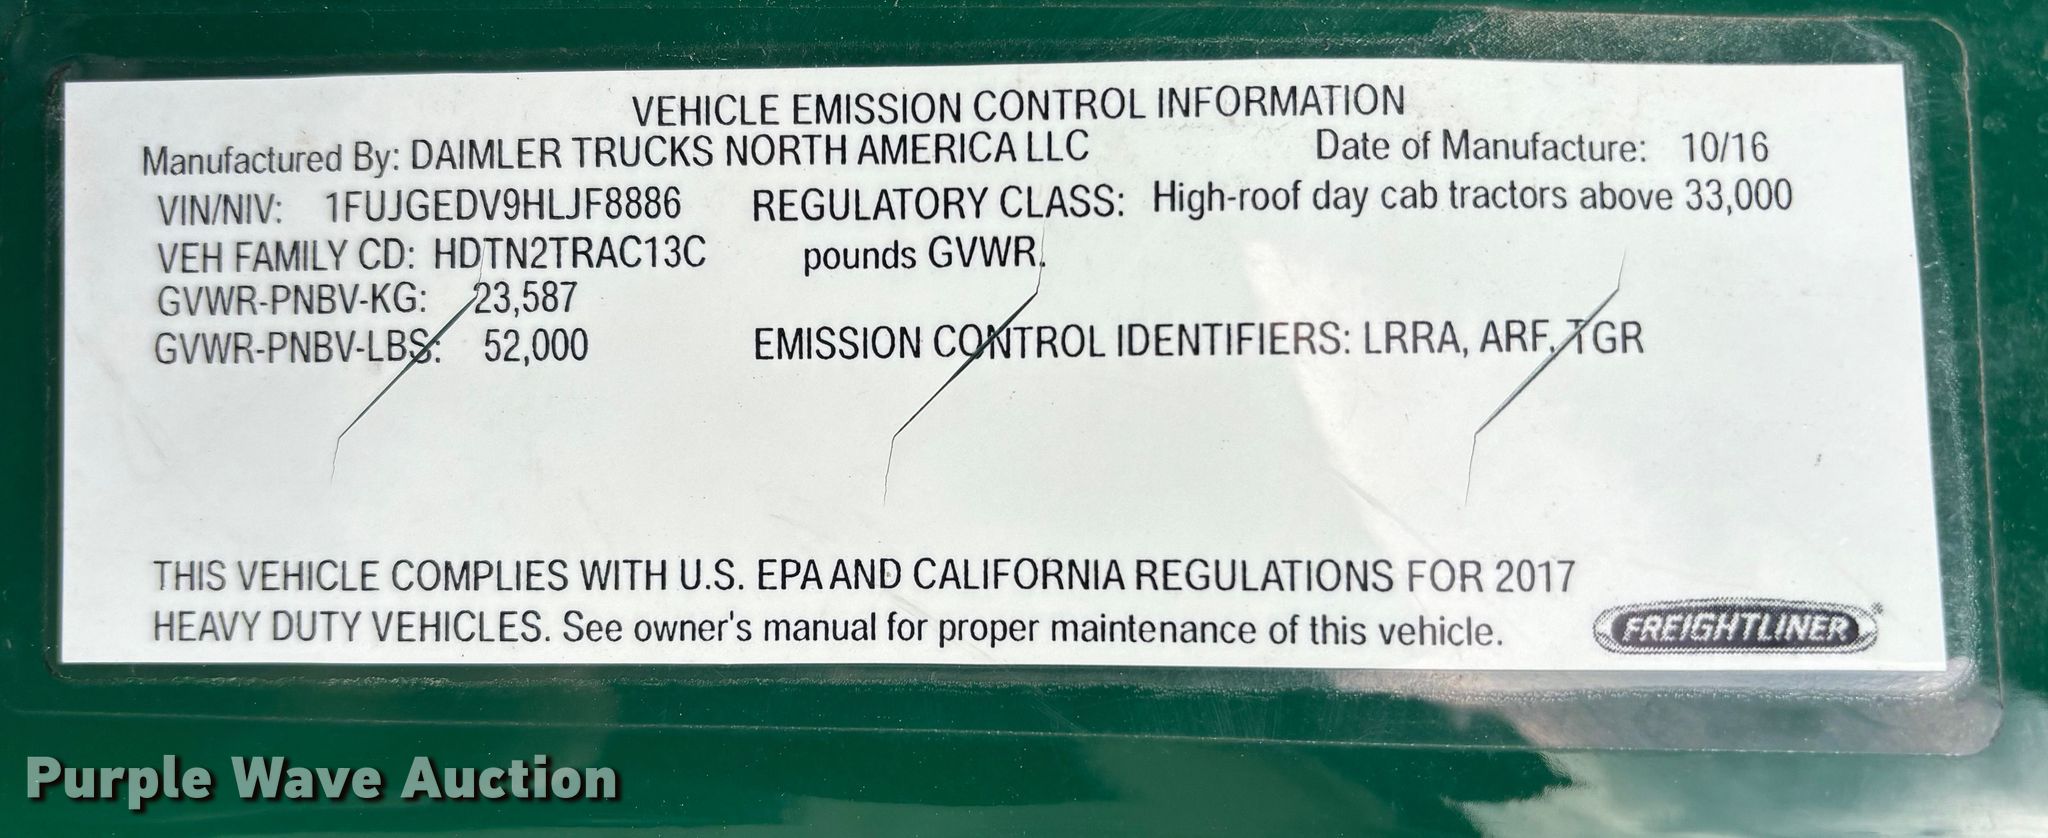 VEHICLE EMISSION CONTROL INFORMATION
Manufactured By: DAIMLER TRUCKS NORTH AMERICA LLC Date of Manufacture: 10/16
VIN/NIV: 1FUJGEDV9HLJF8886 REGULATORY CLASS: High-roof day cab tractors above 33,000
VEH FAMILY CD: HDTN2TRAC13C pounds GVWR.
GVWR-PNBV-KG: 23,587
GVWR-PNBV-LBS: 52,000 EMISSION CONTROL IDENTIFIERS: LRRA, ARF, TGR
THIS VEHICLE COMPLIES WITH U.S. EPA AND CALIFORNIA REGULATIONS FOR 2017
HEAVY DUTY VEHICLES. See owner's manual for proper maintenance of this vehicle.
FREIGHTLINER®
Purple Wave Auction